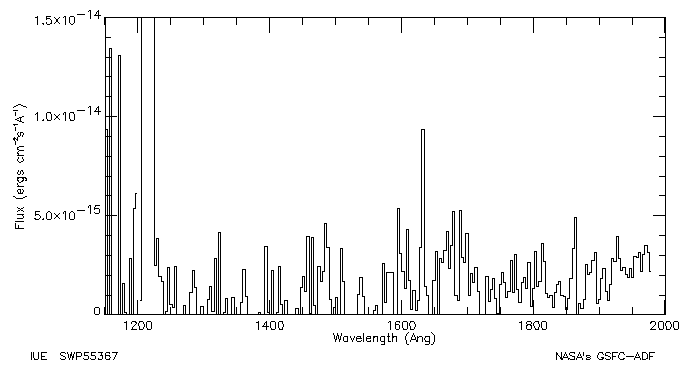 1.5×10−14
1.0×10−14
5.0×10−15
0
Flux (ergs cm−2s−1A−1)
1200 1400 1600 1800 2000
Wavelength (Ang)
IUE SWP55367 NASA's GSFC−ADF